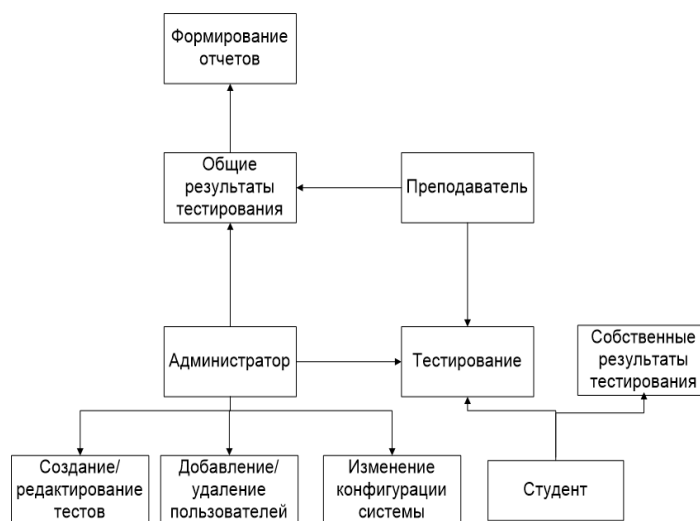 Формирование
отчетов
Общие
результаты
тестирования
Преподаватель
Администратор
Тестирование
Собственные
результаты
тестирования
Создание/
редактирование
тестов
Добавление/
удаление
пользователей
Изменение
конфигурации
системы
Студент